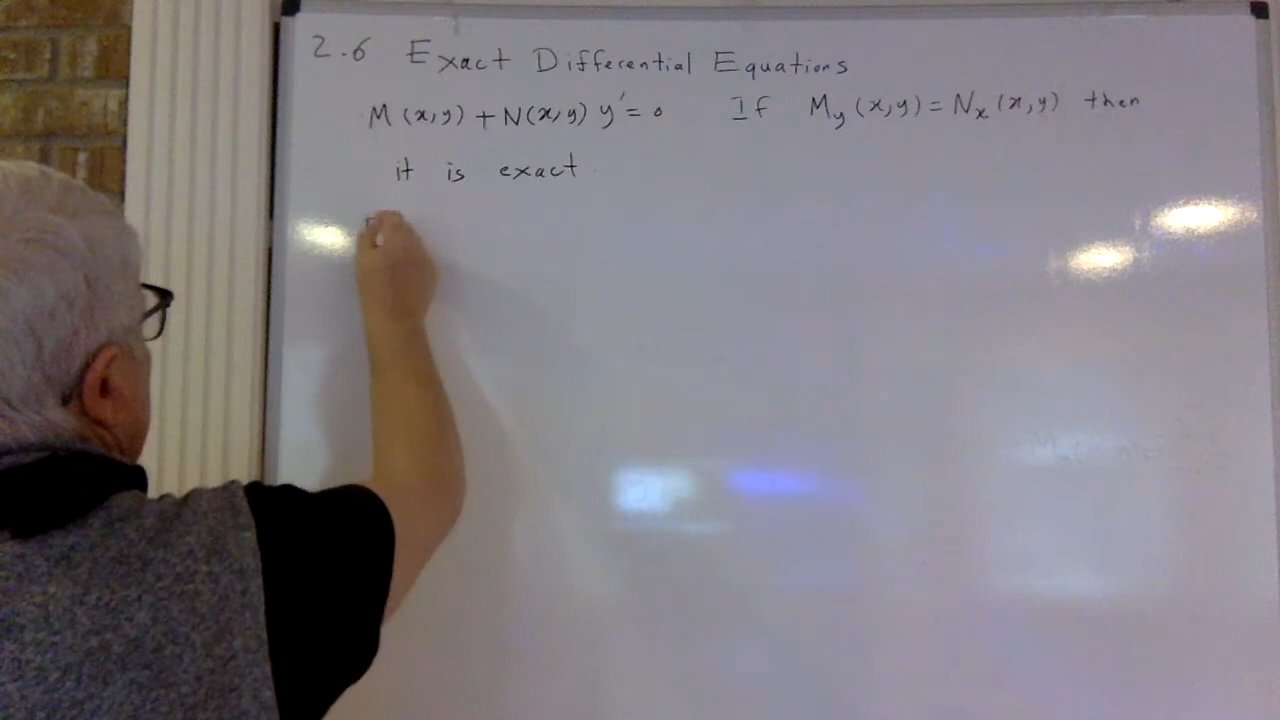 2.6 Exact Differential Equations
M(x,y) + N(x,y) y' = 0 If M_y(x,y) = N_x(x,y) then
it is exact.